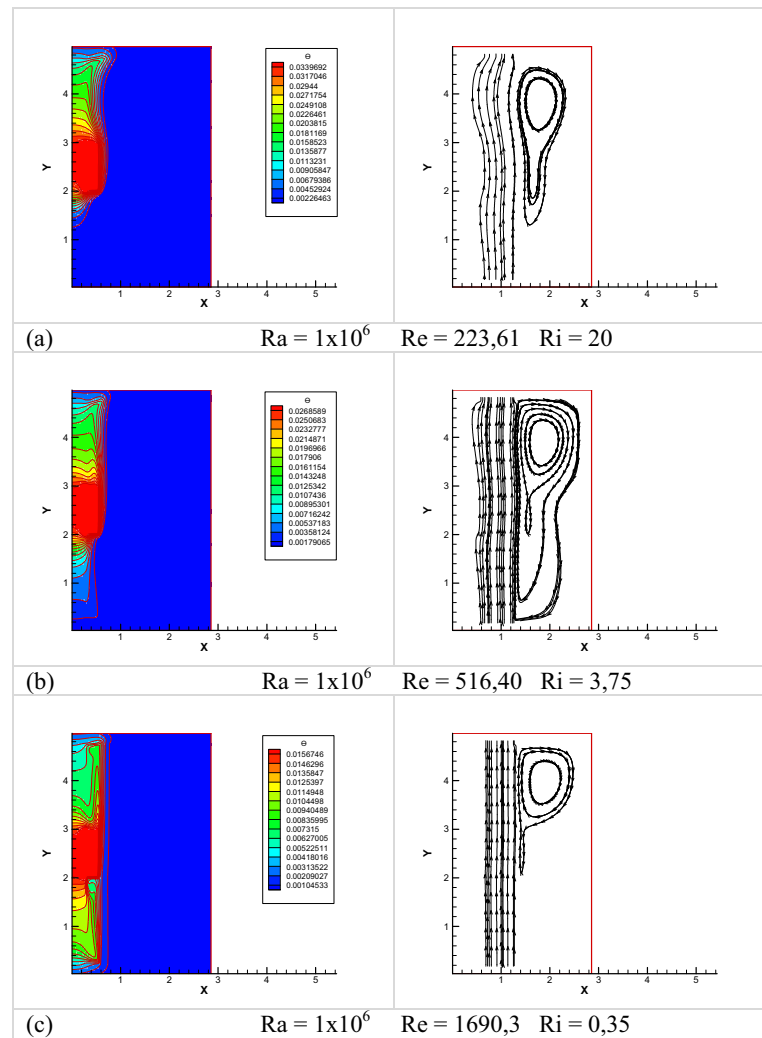 Θ
0.0339692
0.0317046
0.02944
0.0271754
0.0249108
0.0226461
0.0203815
0.0181169
0.0158523
0.0135877
0.0113231
0.00905847
0.00679386
0.00452924
0.00226463
Y
4
3
2
1
1 2 3 4 5
X
Y
4
3
2
1
1 2 3 4 5
X
(a) Ra = 1x10⁶ Re = 223,61 Ri = 20
Θ
0.0268589
0.0250683
0.0232777
0.0214871
0.0196966
0.017906
0.0161154
0.0143248
0.0125342
0.0107436
0.00895301
0.00716242
0.00537183
0.00358124
0.00179065
Y
4
3
2
1
1 2 3 4 5
X
Y
4
3
2
1
1 2 3 4 5
X
(b) Ra = 1x10⁶ Re = 516,40 Ri = 3,75
Θ
0.0156746
0.0146296
0.0135847
0.0125397
0.0114948
0.0104498
0.00940489
0.00835995
0.007315
0.00627005
0.00522511
0.00418016
0.00313522
0.00209027
0.00104533
Y
4
3
2
1
1 2 3 4 5
X
Y
4
3
2
1
1 2 3 4 5
X
(c) Ra = 1x10⁶ Re = 1690,3 Ri = 0,35